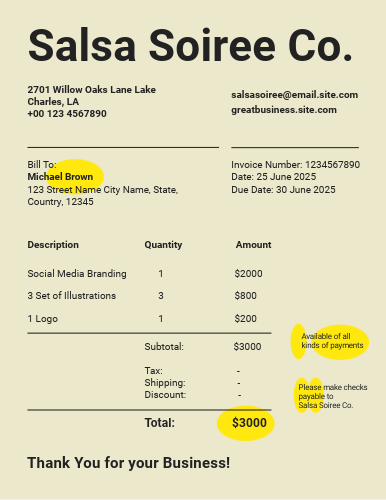 Salsa Soiree Co.
2701 Willow Oaks Lane Lake
Charles, LA
+00 123 4567890
salsasoiree@email.site.com
greatbusiness.site.com
Bill To:
Michael Brown
123 Street Name City Name, State,
Country, 12345
Invoice Number: 1234567890
Date: 25 June 2025
Due Date: 30 June 2025
Description Quantity Amount
Social Media Branding 1 $2000
3 Set of Illustrations 3 $800
1 Logo 1 $200
Subtotal: $3000
Tax: -
Shipping: -
Discount: -
Total: $3000
Available of all
kinds of payments
Please make checks
payable to
Salsa Soiree Co.
Thank You for your Business!